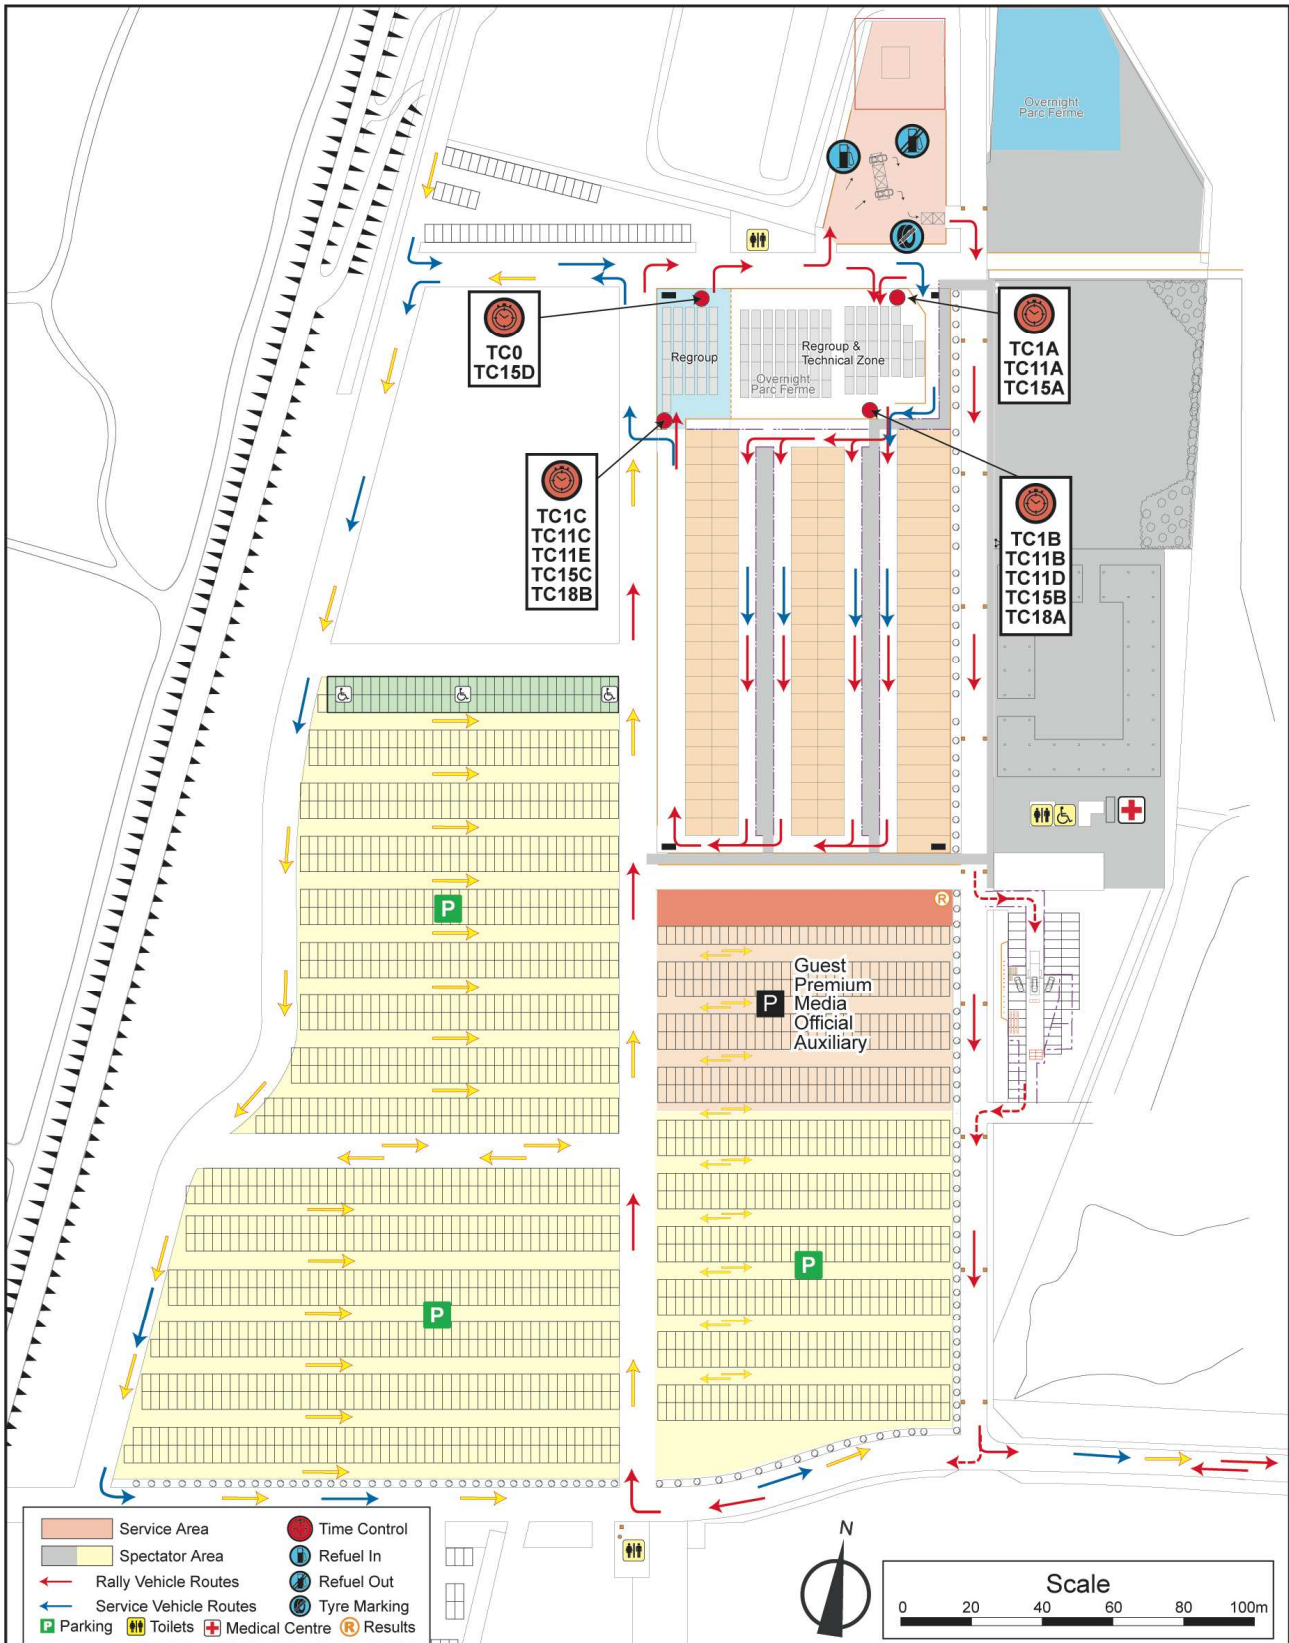 Overnight
Parc Ferme
TC0
TC15D
Regroup
Regroup &
Technical Zone
Overnight
Parc Ferme
TC1A
TC11A
TC15A
TC1C
TC11C
TC11E
TC15C
TC18B
TC1B
TC11B
TC11D
TC15B
TC18A
P
R
P
Guest
Premium
Media
Official
Auxiliary
P
P
Service Area
Time Control
Spectator Area
Refuel In
Rally Vehicle Routes
Refuel Out
Service Vehicle Routes
Tyre Marking
P Parking
Toilets
Medical Centre
R Results
N
Scale
0 20 40 60 80 100m